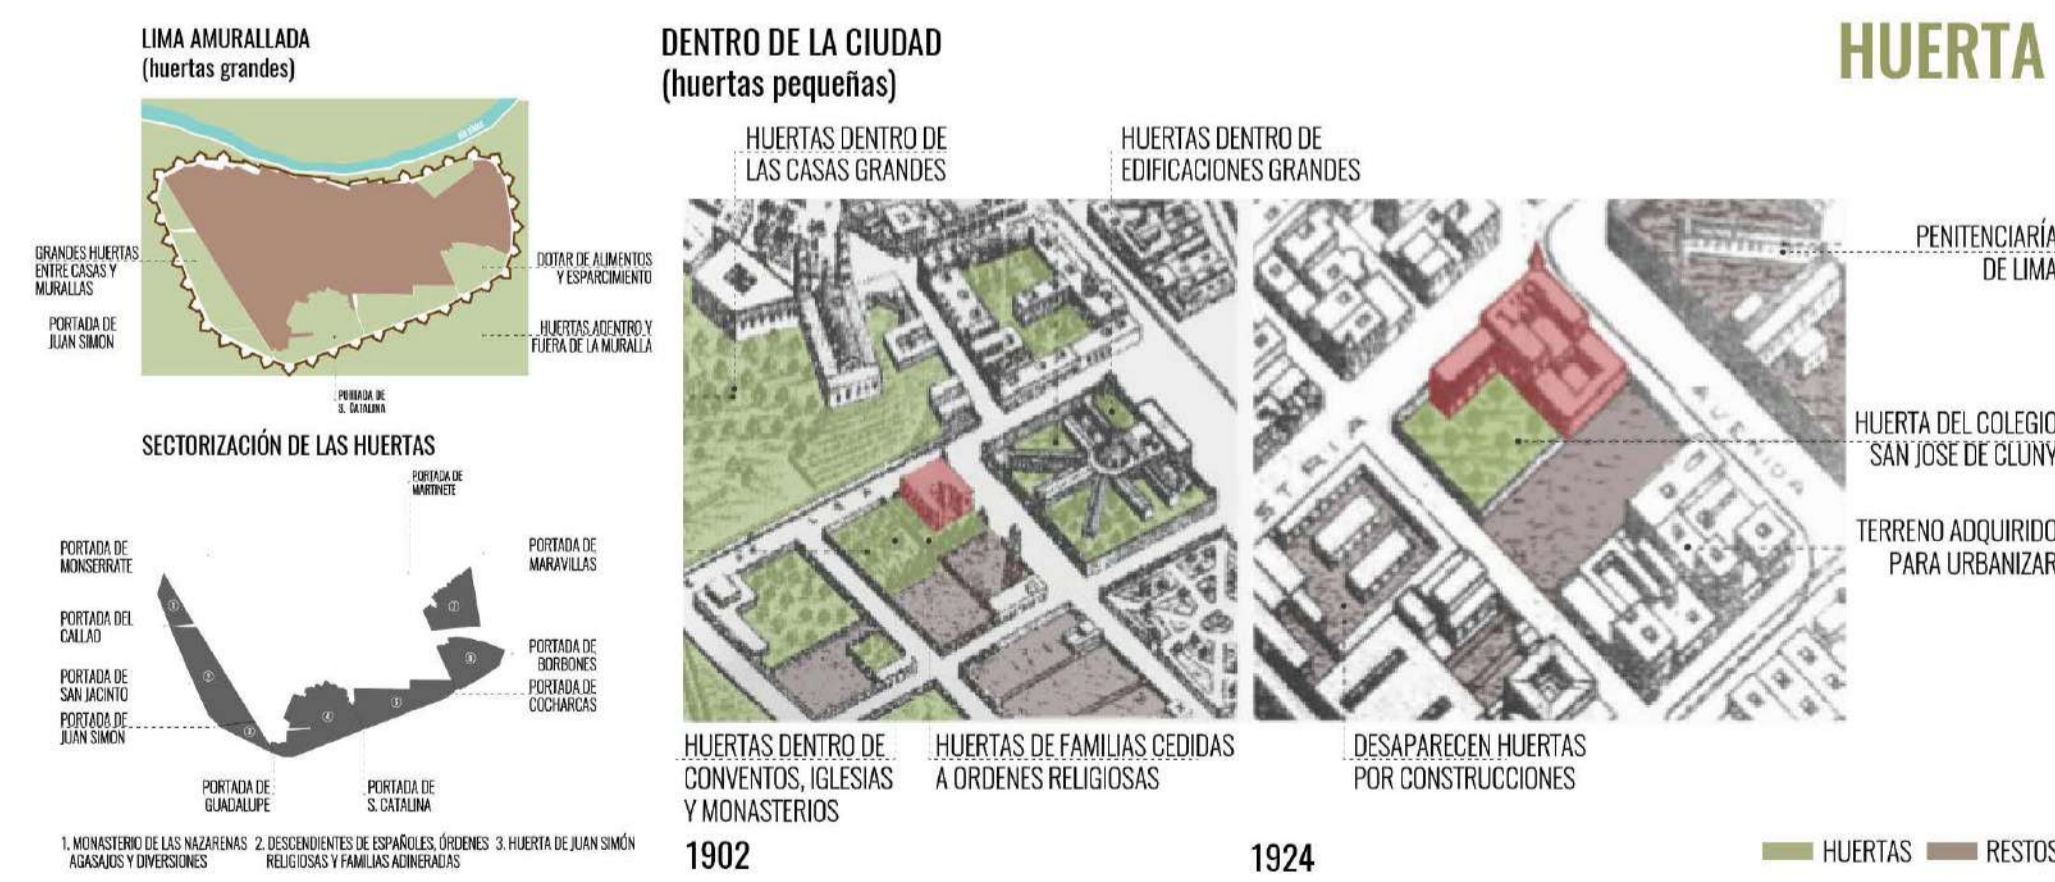 HUERTA
LIMA AMURALLADA
(huertas grandes)
GRANDES HUERTAS
ENTRE CASAS Y
MURALLAS
PORTADA DE
JUAN SIMON
DOTAR DE ALIMENTOS
Y ESPARCIMIENTO
HUERTAS ADENTRO Y
FUERA DE LA MURALLA
PORTADA DE
S. CATALINA
SECTORIZACIÓN DE LAS HUERTAS
PORTADA DE
MARTINETE
PORTADA DE
MONSERRATE
PORTADA DE
MARAVILLAS
PORTADA DEL
CALLAO
PORTADA DE
BORBONES
PORTADA DE
SAN JACINTO
PORTADA DE
COCHARCAS
PORTADA DE
JUAN SIMON
PORTADA DE
GUADALUPE
PORTADA DE
S. CATALINA
1. MONASTERIO DE LAS NAZARENAS
AGASAJOS Y DIVERSIONES
2. DESCENDIENTES DE ESPAÑOLES, ÓRDENES
RELIGIOSAS Y FAMILIAS ADINERADAS
3. HUERTA DE JUAN SIMÓN
DENTRO DE LA CIUDAD
(huertas pequeñas)
HUERTAS DENTRO DE
LAS CASAS GRANDES
HUERTAS DENTRO DE
EDIFICACIONES GRANDES
HUERTAS DENTRO DE
CONVENTOS, IGLESIAS
Y MONASTERIOS
HUERTAS DE FAMILIAS CEDIDAS
A ORDENES RELIGIOSAS
1902
AVENIDA
PENITENCIARÍA
DE LIMA
HUERTA DEL COLEGIO
SAN JOSE DE CLUNY
TERRENO ADQUIRIDO
PARA URBANIZAR
DESAPARECEN HUERTAS
POR CONSTRUCCIONES
1924
HUERTAS
RESTOS